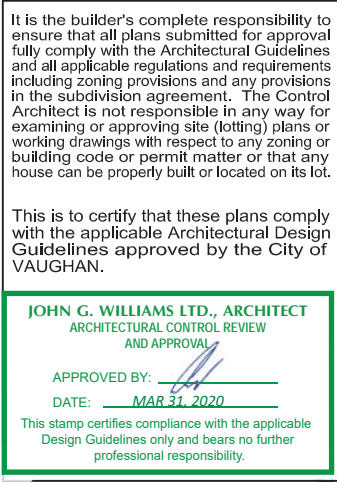 It is the builder's complete responsibility to
ensure that all plans submitted for approval
fully comply with the Architectural Guidelines
and all applicable regulations and requirements
including zoning provisions and any provisions
in the subdivision agreement. The Control
Architect is not responsible in any way for
examining or approving site (lotting) plans or
working drawings with respect to any zoning or
building code or permit matter or that any
house can be properly built or located on its lot.
This is to certify that these plans comply
with the applicable Architectural Design
Guidelines approved by the City of
VAUGHAN.
JOHN G. WILLIAMS LTD., ARCHITECT
ARCHITECTURAL CONTROL REVIEW
AND APPROVAL
APPROVED BY:
DATE: MAR 31, 2020
This stamp certifies compliance with the applicable
Design Guidelines only and bears no further
professional responsibility.